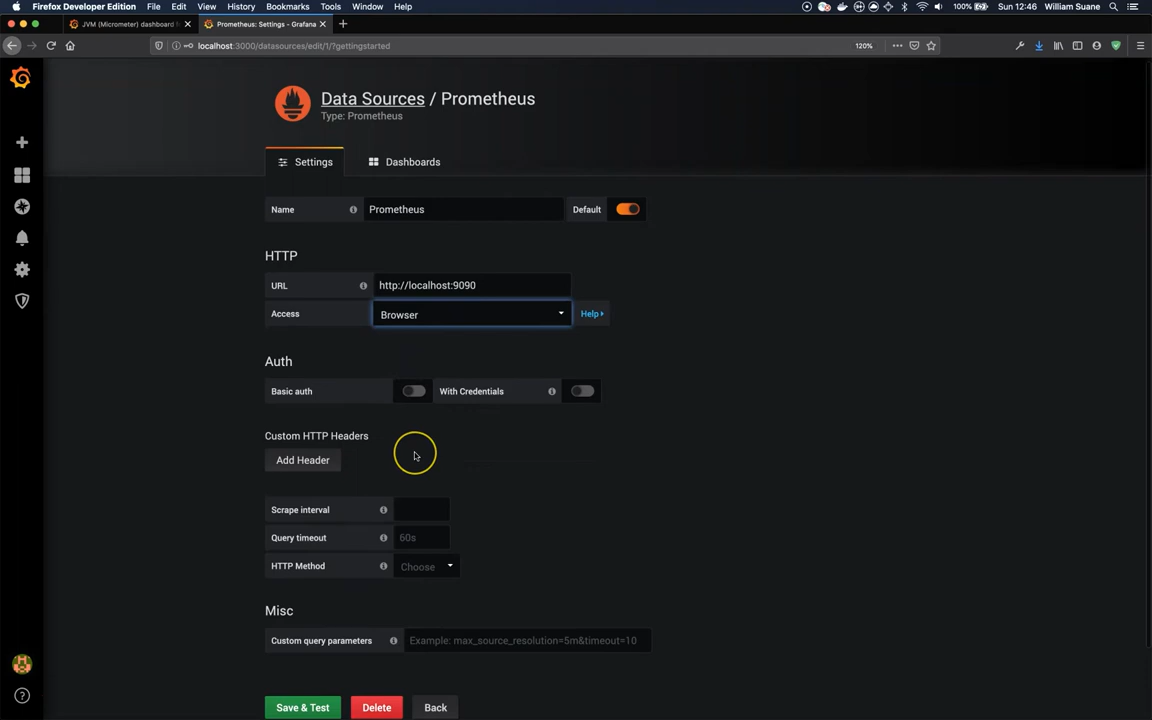 Firefox Developer Edition File Edit View History Bookmarks Tools Window Help 100% Sun 12:46 William Suane
JVM (Micrometer) dashboard Prometheus: Settings - Grafana
localhost:3000/datasources/edit/1/?gettingstarted 120%
Data Sources / Prometheus
Type: Prometheus
Settings Dashboards
Name Prometheus Default
HTTP
URL http://localhost:9090
Access Browser Help
Auth
Basic auth With Credentials
Custom HTTP Headers
Add Header
Scrape interval
Query timeout 60s
HTTP Method Choose
Misc
Custom query parameters Example: max_source_resolution=5m&timeout=10
Save & Test Delete Back